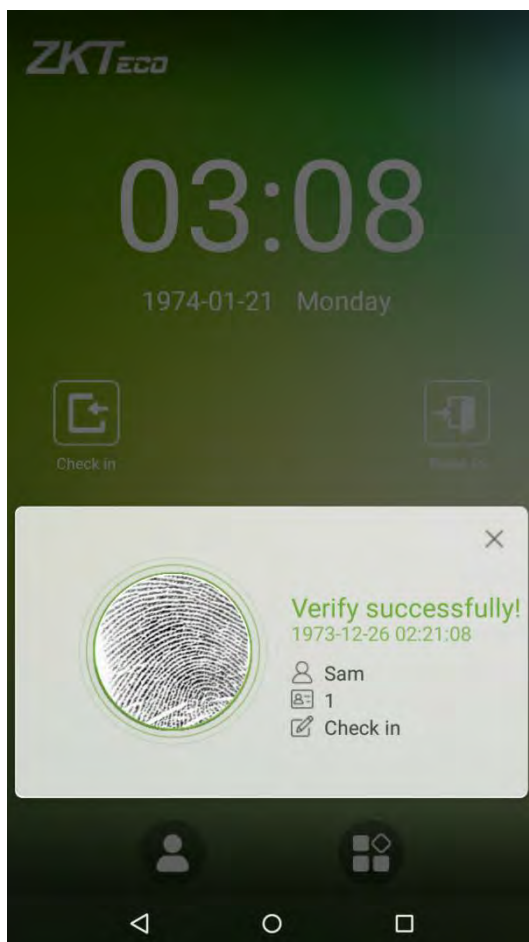 ZKTECO
03:08
1974-01-21 Monday
Check in
Verify successfully!
1973-12-26 02:21:08
Sam
1
Check in